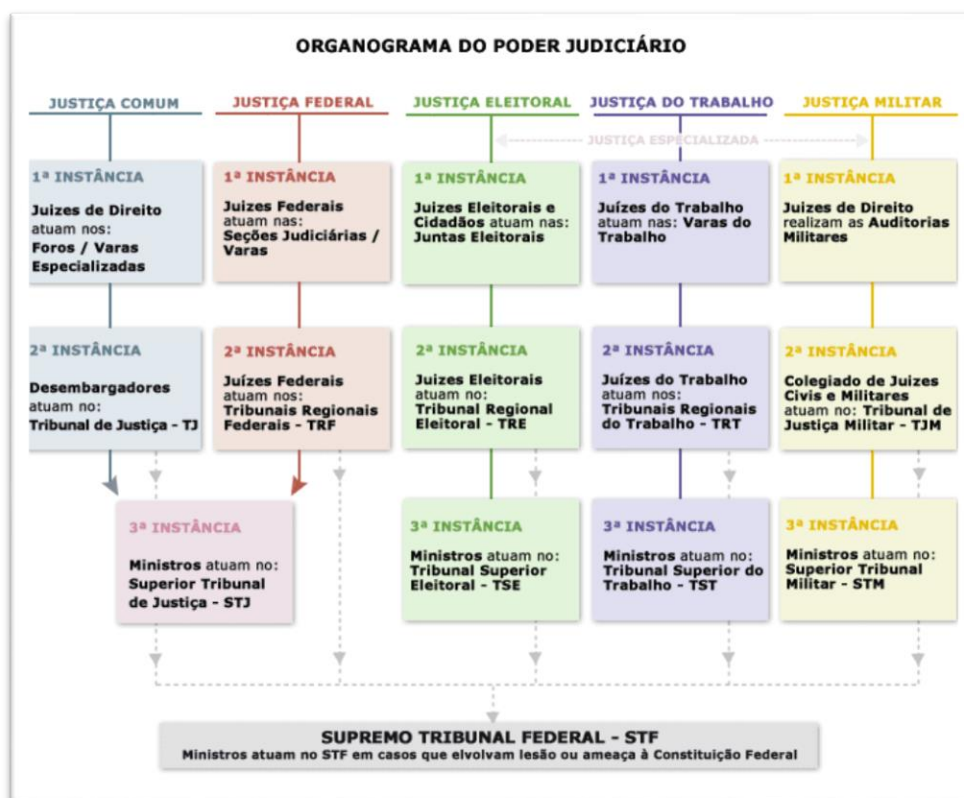 ORGANOGRAMA DO PODER JUDICIÁRIO
JUSTIÇA COMUM
JUSTIÇA FEDERAL
JUSTIÇA ELEITORAL
JUSTIÇA DO TRABALHO
JUSTIÇA MILITAR
JUSTIÇA ESPECIALIZADA
1ª INSTÂNCIA
Juizes de Direito
atuam nos:
Foros / Varas
Especializadas
1ª INSTÂNCIA
Juizes Federais
atuam nas:
Seções Judiciárias /
Varas
1ª INSTÂNCIA
Juizes Eleitorais e
Cidadãos atuam nas:
Juntas Eleitorais
1ª INSTÂNCIA
Juízes do Trabalho
atuam nas: Varas do
Trabalho
1ª INSTÂNCIA
Juizes de Direito
realizam as Auditorias
Militares
2ª INSTÂNCIA
Desembargadores
atuam no:
Tribunal de Justiça - TJ
2ª INSTÂNCIA
Juízes Federais
atuam nos:
Tribunais Regionais
Federais - TRF
2ª INSTÂNCIA
Juizes Eleitorais
atuam no:
Tribunal Regional
Eleitoral - TRE
2ª INSTÂNCIA
Juízes do Trabalho
atuam nos:
Tribunais Regionais
do Trabalho - TRT
2ª INSTÂNCIA
Colegiado de Juizes
Civis e Militares
atuam no: Tribunal de
Justiça Militar - TJM
3ª INSTÂNCIA
Ministros atuam no:
Superior Tribunal
de Justiça - STJ
3ª INSTÂNCIA
Ministros atuam no:
Tribunal Superior
Eleitoral - TSE
3ª INSTÂNCIA
Ministros atuam no:
Tribunal Superior do
Trabalho - TST
3ª INSTÂNCIA
Ministros atuam no:
Superior Tribunal
Militar - STM
SUPREMO TRIBUNAL FEDERAL - STF
Ministros atuam no STF em casos que elvolvam lesão ou ameaça à Constituição Federal